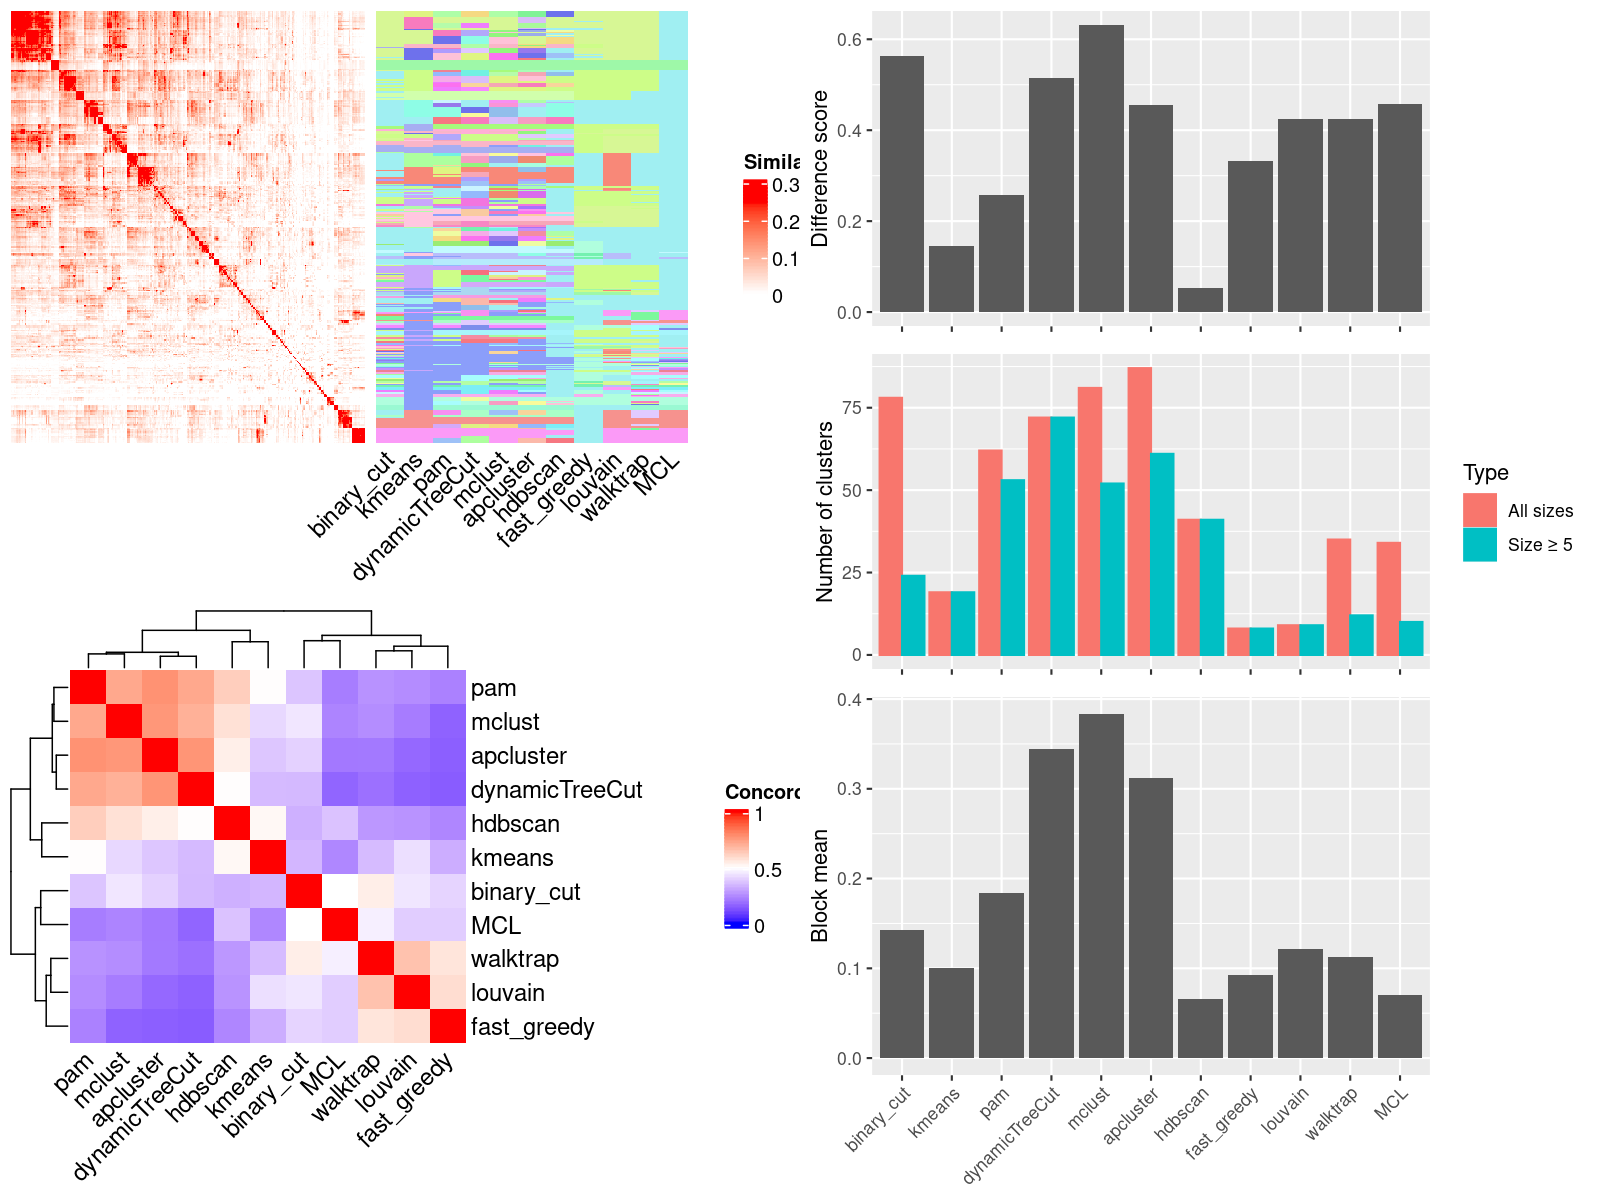 Simila
0.3
0.2
0.1
0
binary_cut
kmeans
pam
dynamicTreeCut
mclust
apcluster
hdbscan
fast_greedy
louvain
walktrap
MCL
Difference score
0.6
0.4
0.2
0.0
Number of clusters
75
50
25
0
Type
All sizes
Size ≥ 5
pam
mclust
apcluster
dynamicTreeCut
hdbscan
kmeans
binary_cut
MCL
walktrap
louvain
fast_greedy
pam
mclust
apcluster
dynamicTreeCut
hdbscan
kmeans
binary_cut
MCL
walktrap
louvain
fast_greedy
Concord
1
0.5
0
Block mean
0.4
0.3
0.2
0.1
0.0
binary_cut
kmeans
pam
dynamicTreeCut
mclust
apcluster
hdbscan
fast_greedy
louvain
walktrap
MCL